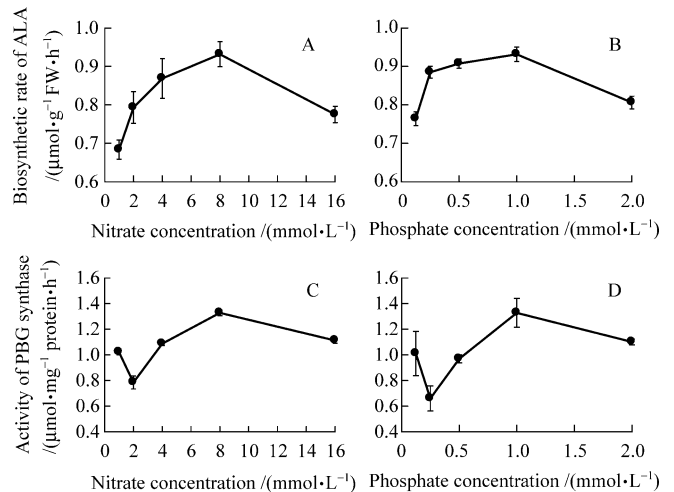 Biosynthetic rate of ALA
/(μmol•g⁻¹ FW•h⁻¹)
1.0
0.9
0.8
0.7
0.6
A
0 2 4 6 8 10 12 14 16
Nitrate concentration /(mmol•L⁻¹)
1.0
0.9
0.8
0.7
0.6
B
0 0.5 1.0 1.5 2.0
Phosphate concentration /(mmol•L⁻¹)
Activity of PBG synthase
/(μmol•mg⁻¹ protein•h⁻¹)
1.6
1.4
1.2
1.0
0.8
0.6
0.4
C
0 2 4 6 8 10 12 14 16
Nitrate concentration /(mmol•L⁻¹)
1.6
1.4
1.2
1.0
0.8
0.6
0.4
D
0 0.5 1.0 1.5 2.0
Phosphate concentration /(mmol•L⁻¹)